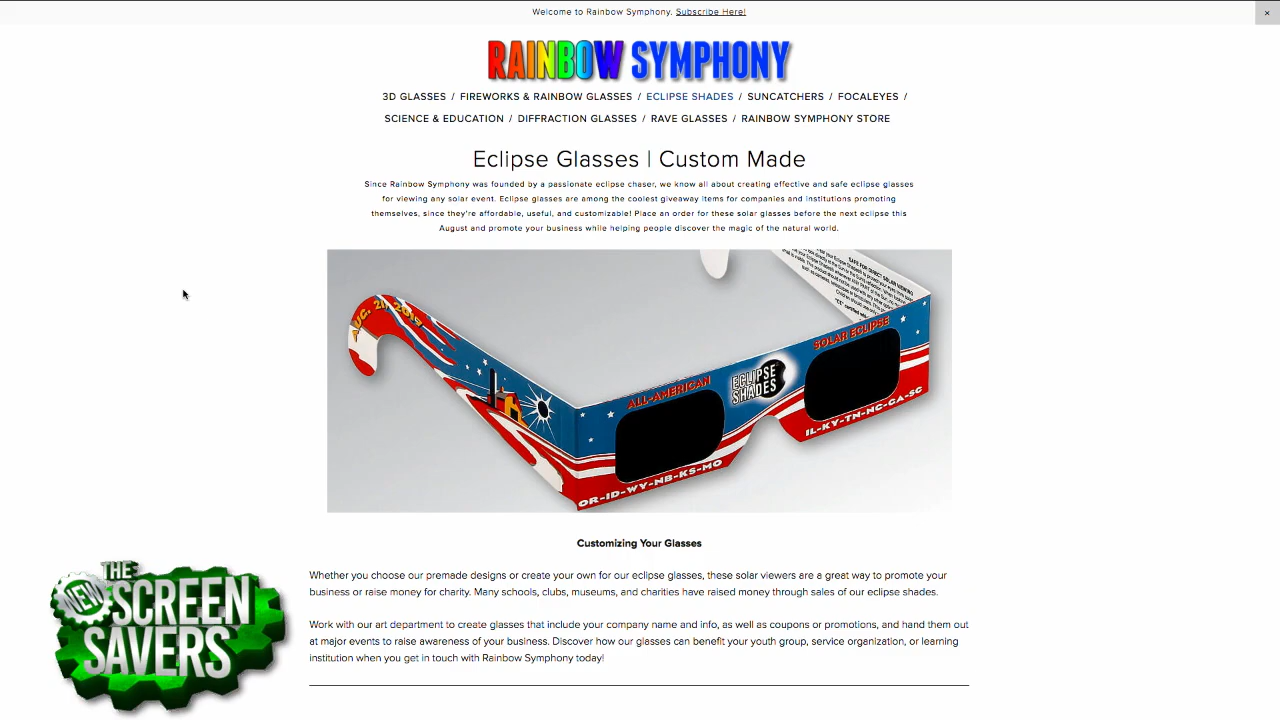 Welcome to Rainbow Symphony. Subscribe Here!
×
RAINBOW SYMPHONY
3D GLASSES / FIREWORKS & RAINBOW GLASSES / ECLIPSE SHADES / SUNCATCHERS / FOCALEYES /
SCIENCE & EDUCATION / DIFFRACTION GLASSES / RAVE GLASSES / RAINBOW SYMPHONY STORE
Eclipse Glasses | Custom Made
Since Rainbow Symphony was founded by a passionate eclipse chaser, we know all about creating effective and safe eclipse glasses
for viewing any solar event. Eclipse glasses are among the coolest giveaway items for companies and institutions promoting
themselves, since they're affordable, useful, and customizable! Place an order for these solar glasses before the next eclipse this
August and promote your business while helping people discover the magic of the natural world.
SAFE FOR DIRECT SOLAR VIEWING
AUG. 21, 2017
ALL-AMERICAN
ECLIPSE
SHADES
SOLAR ECLIPSE
OR-ID-WY-NB-KS-MO
IL-KY-TN-NC-GA-SC
Customizing Your Glasses
Whether you choose our premade designs or create your own for our eclipse glasses, these solar viewers are a great way to promote your
business or raise money for charity. Many schools, clubs, museums, and charities have raised money through sales of our eclipse shades.
Work with our art department to create glasses that include your company name and info, as well as coupons or promotions, and hand them out
at major events to raise awareness of your business. Discover how our glasses can benefit your youth group, service organization, or learning
institution when you get in touch with Rainbow Symphony today!
THE
NEW
SCREEN
SAVERS